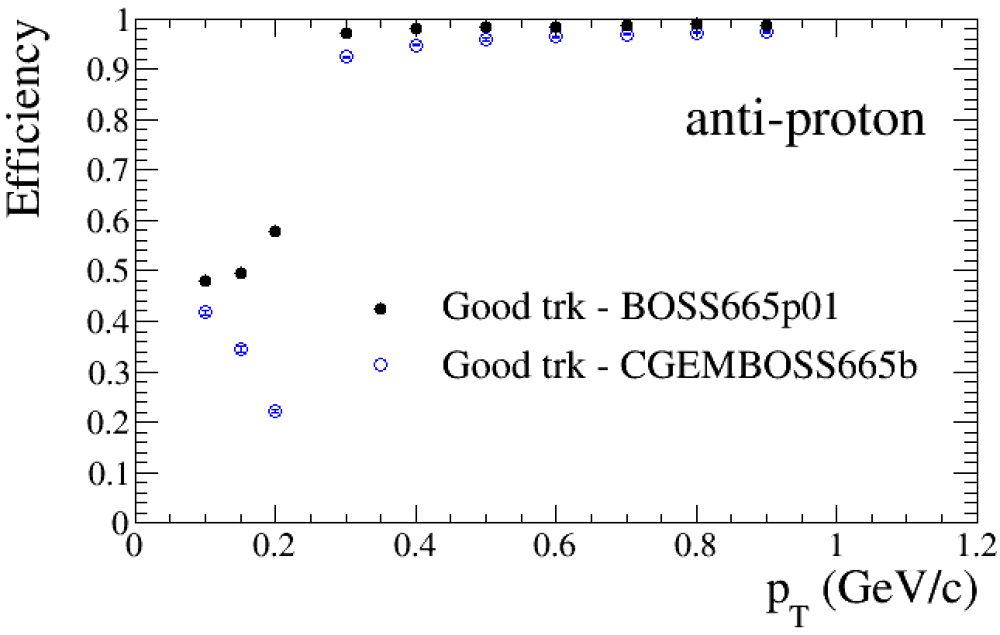 Efficiency
1
0.9
0.8
0.7
0.6
0.5
0.4
0.3
0.2
0.1
0
anti-proton
Good trk - BOSS665p01
Good trk - CGEMBOSS665b
0 0.2 0.4 0.6 0.8 1 1.2
p_T (GeV/c)